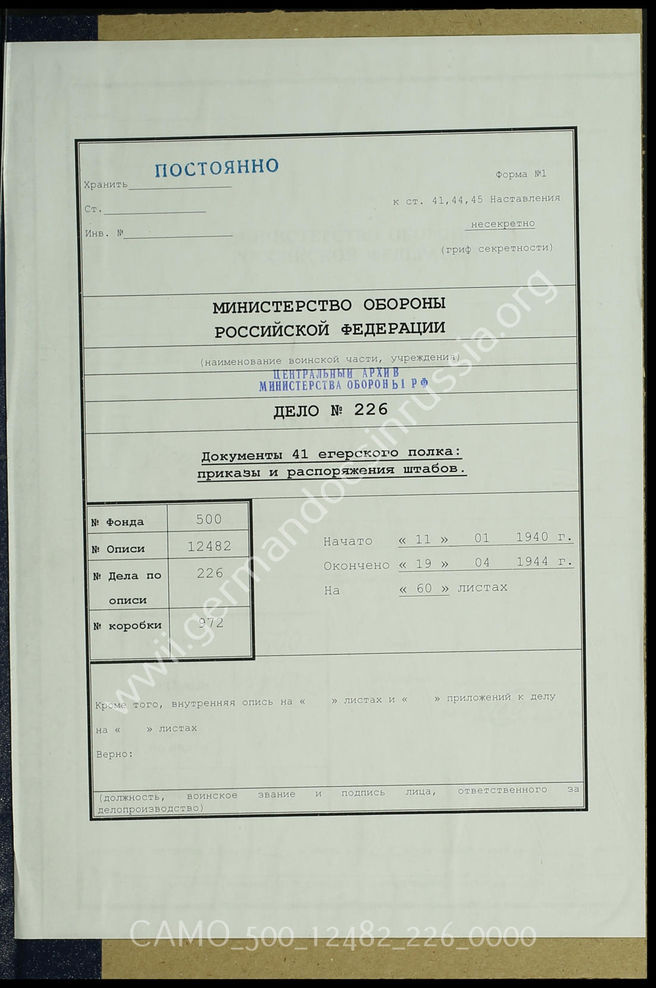 ПОСТОЯННО
Хранить
Форма №1
Ст.
к ст. 41,44,45 Наставления
Инв. №
несекретно
(гриф секретности)
МИНИСТЕРСТВО ОБОРОНЫ
РОССИЙСКОЙ ФЕДЕРАЦИИ
(наименование воинской части, учреждения)
ЦЕНТРАЛЬНЫЙ АРХИВ
МИНИСТЕРСТВА ОБОРОНЫ РФ
ДЕЛО № 226
Документы 41 егерского полка:
приказы и распоряжения штабов.
№ Фонда 500
№ Описи 12482
№ Дела по описи 226
№ коробки 972
Начато « 11 » 01 1940 г.
Окончено « 19 » 04 1944 г.
На « 60 » листах
Кроме того, внутренняя опись на « » листах и « » приложений к делу
на « » листах
Верно:
(должность, воинское звание и подпись лица, ответственного за
делопроизводство)
www.germandocsinrussia.org
CAMO_500_12482_226_0000